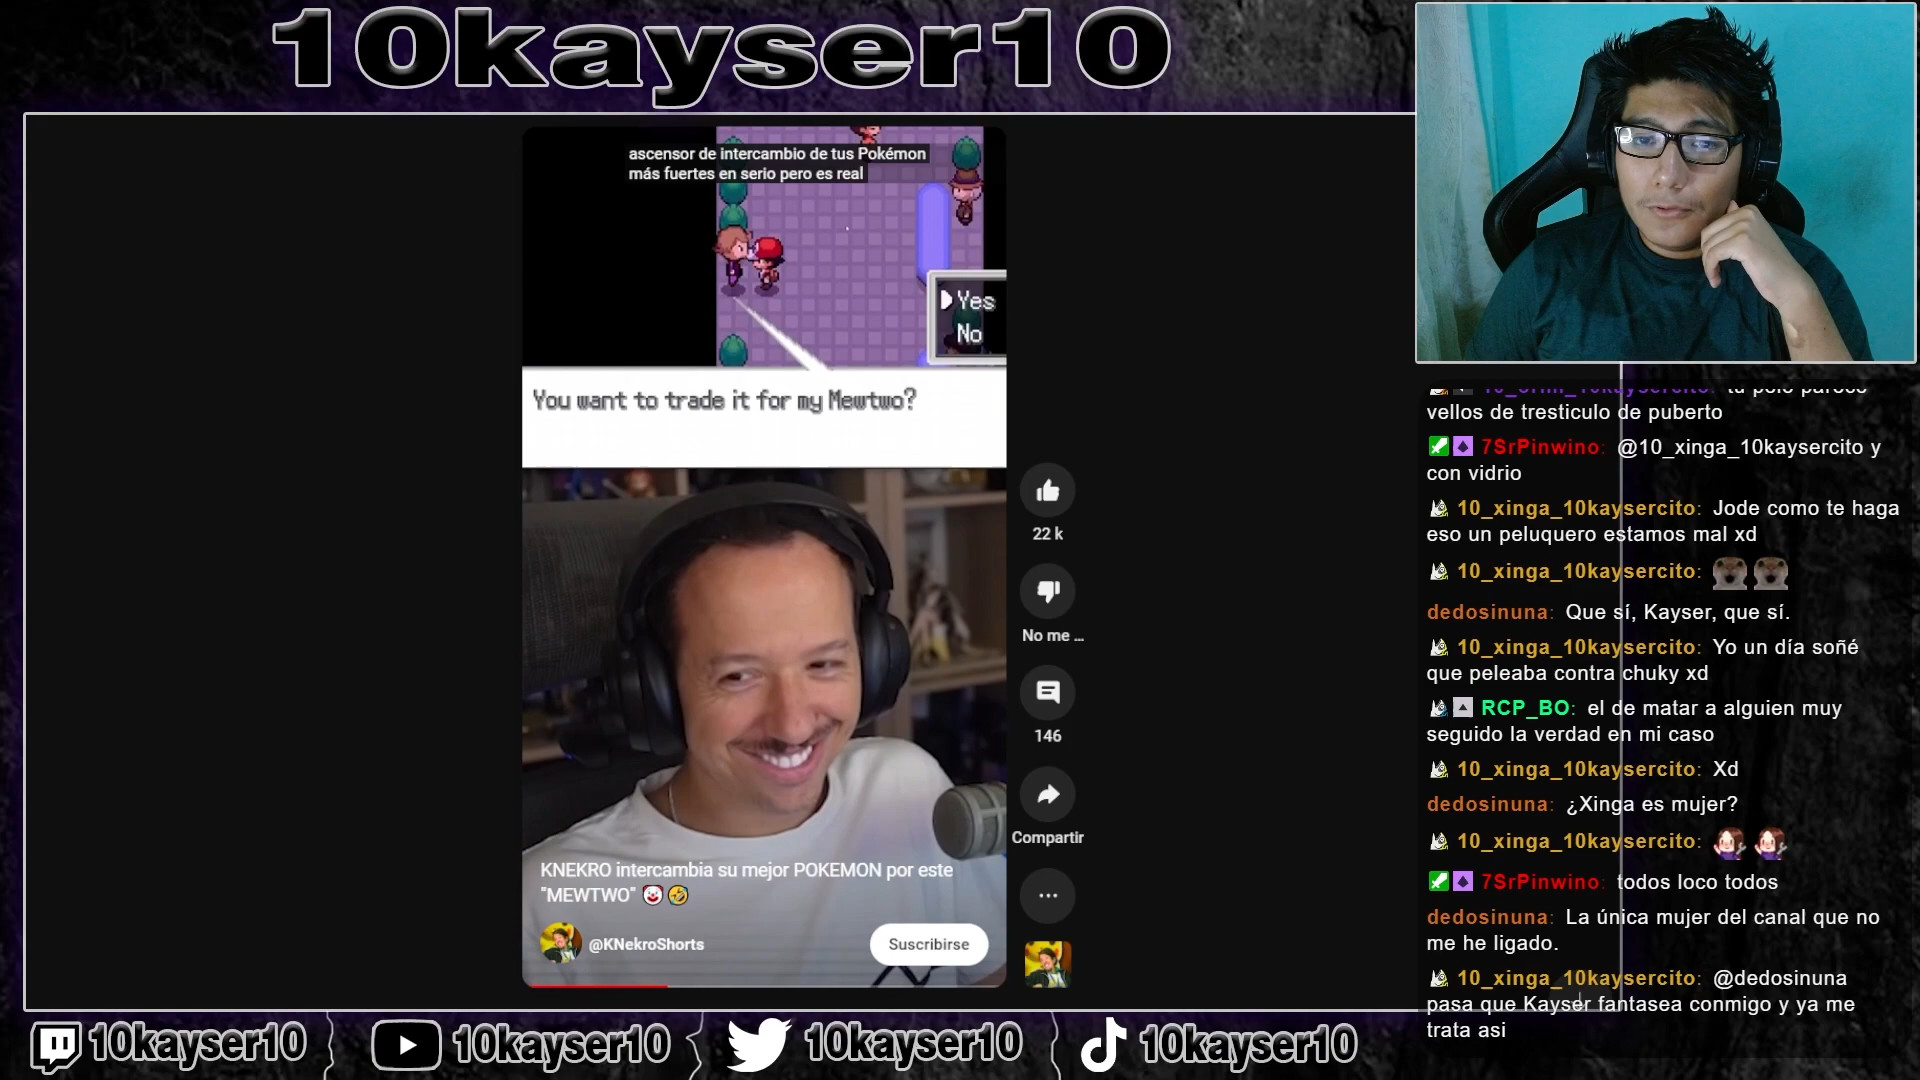 10kayser10
ascensor de intercambio de tus Pokémon
más fuertes en serio pero es real
Yes
No
You want to trade it for my Mewtwo?
22 k
No me ...
146
Compartir
KNEKRO intercambia su mejor POKEMON por este
"MEWTWO" 🤡🤣
@KNekroShorts
Suscribirse
vellos de tresticulo de puberto
7SrPinwino: @10_xinga_10kaysercito y
con vidrio
10_xinga_10kaysercito: Jode como te haga
eso un peluquero estamos mal xd
10_xinga_10kaysercito:
dedosinuna: Que sí, Kayser, que sí.
10_xinga_10kaysercito: Yo un día soñé
que peleaba contra chuky xd
RCP_BO: el de matar a alguien muy
seguido la verdad en mi caso
10_xinga_10kaysercito: Xd
dedosinuna: ¿Xinga es mujer?
10_xinga_10kaysercito:
7SrPinwino: todos loco todos
dedosinuna: La única mujer del canal que no
me he ligado.
10_xinga_10kaysercito: @dedosinuna
pasa que Kayser fantasea conmigo y ya me
trata asi
10kayser10
10kayser10
10kayser10
10kayser10